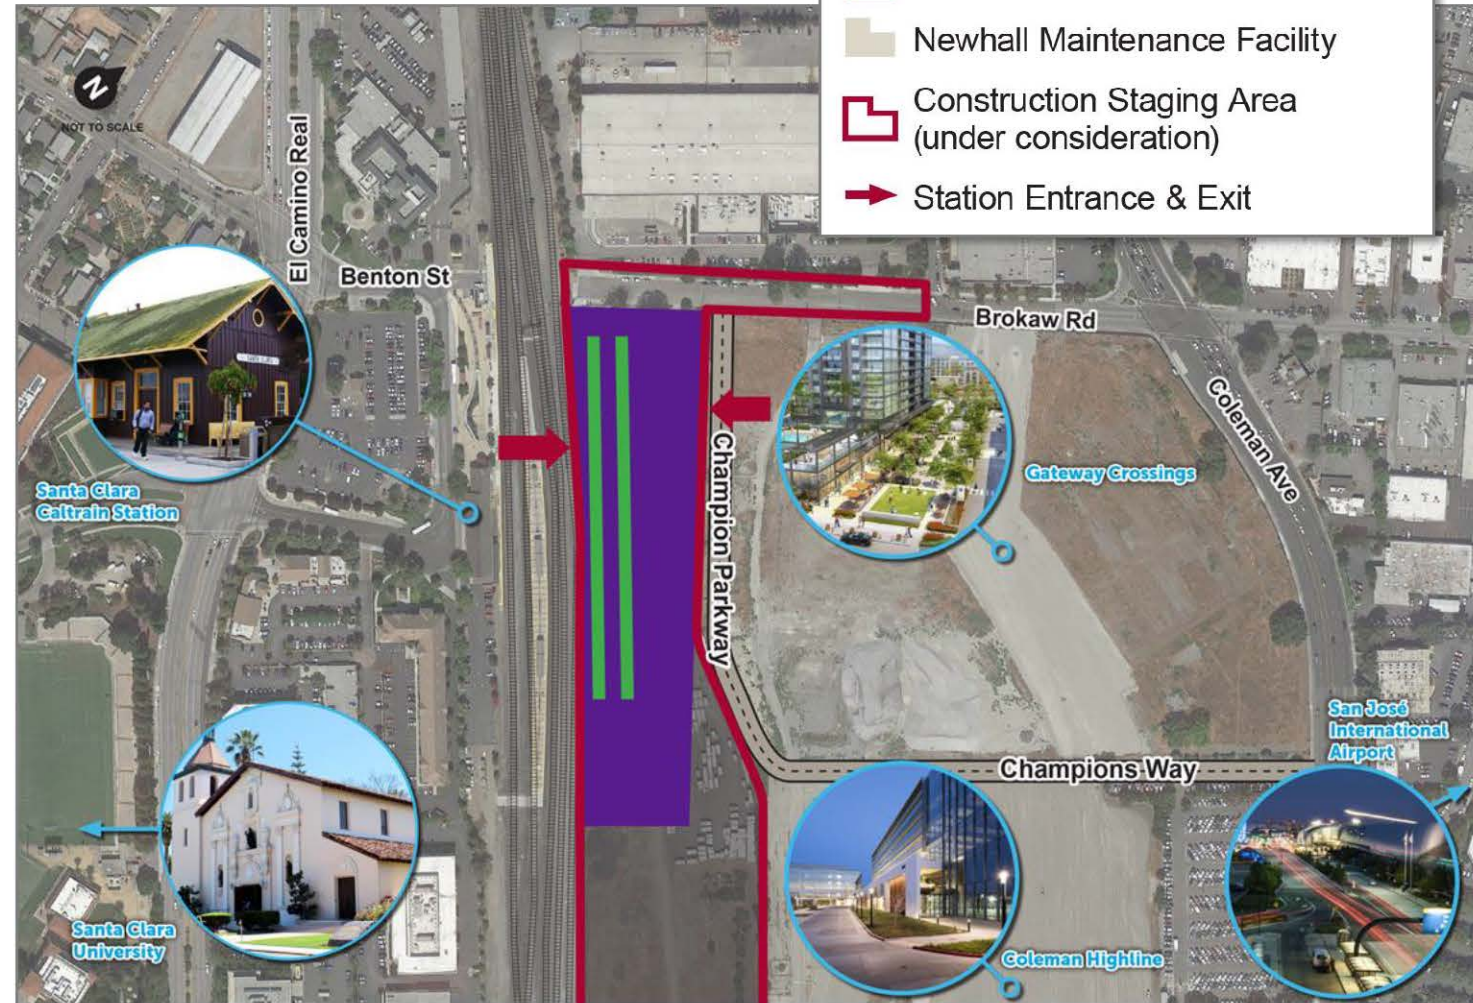 Newhall Maintenance Facility
Construction Staging Area
(under consideration)
Station Entrance & Exit
N
NOT TO SCALE
El Camino Real
Benton St
Brokaw Rd
Coleman Ave
SANTA CLARA
Santa Clara
Caltrain Station
Champion Parkway
Gateway Crossings
San José
International
Airport
Champions Way
Santa Clara
University
Coleman Highline